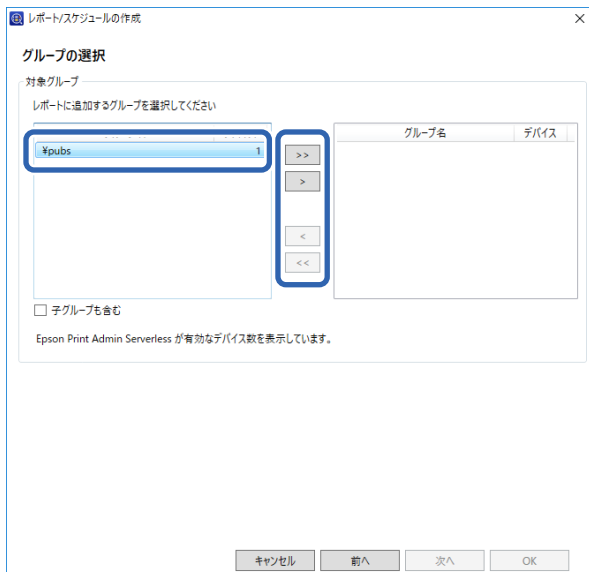 レポート/スケジュールの作成
グループの選択
対象グループ
レポートに追加するグループを選択してください
¥pubs 1
>>
>
<
<<
グループ名 デバイス
子グループも含む
Epson Print Admin Serverless が有効なデバイス数を表示しています。
キャンセル 前へ 次へ OK